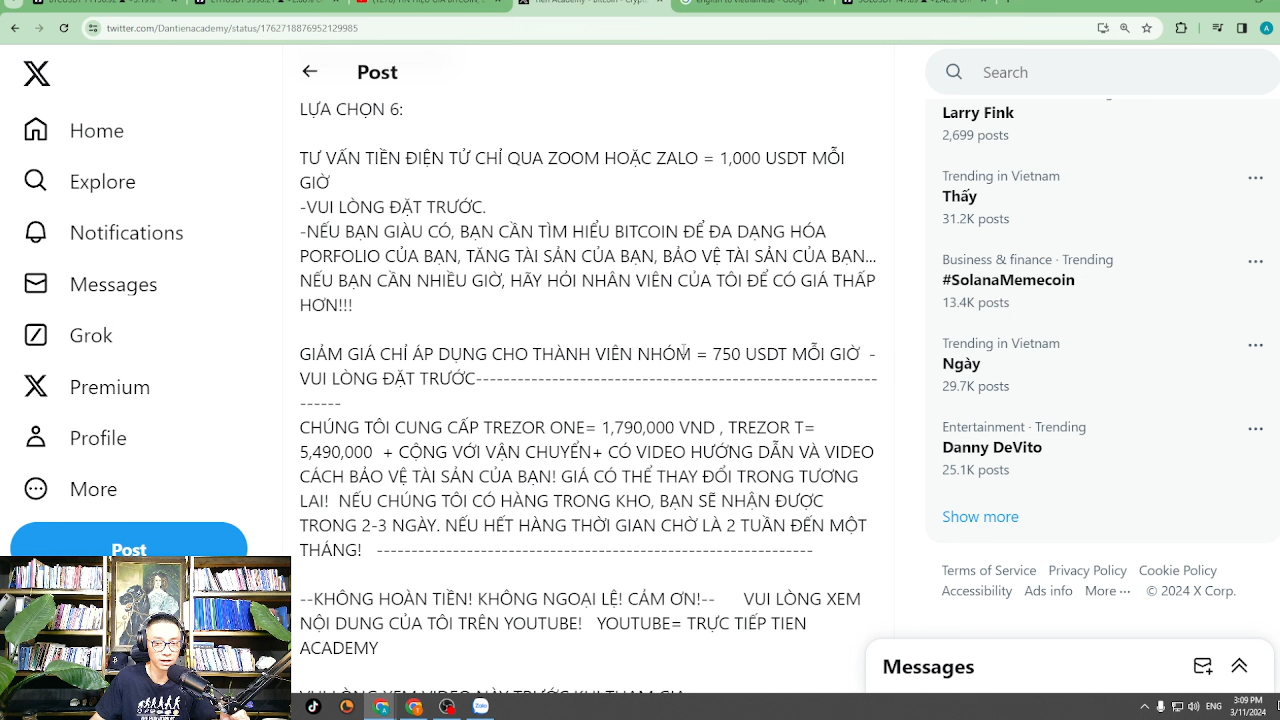 twitter.com/Dantienacademy/status/1762718876952129985
Home
Explore
Notifications
Messages
Grok
Premium
Profile
More
Post
Post
LỰA CHỌN 6:
TƯ VẤN TIỀN ĐIỆN TỬ CHỈ QUA ZOOM HOẶC ZALO = 1,000 USDT MỖI
GIỜ
-VUI LÒNG ĐẶT TRƯỚC.
-NẾU BẠN GIÀU CÓ, BẠN CẦN TÌM HIỂU BITCOIN ĐỂ ĐA DẠNG HÓA
PORFOLIO CỦA BẠN, TĂNG TÀI SẢN CỦA BẠN, BẢO VỆ TÀI SẢN CỦA BẠN...
NẾU BẠN CẦN NHIỀU GIỜ, HÃY HỎI NHÂN VIÊN CỦA TÔI ĐỂ CÓ GIÁ THẤP
HƠN!!!
GIẢM GIÁ CHỈ ÁP DỤNG CHO THÀNH VIÊN NHÓM = 750 USDT MỖI GIỜ -
VUI LÒNG ĐẶT TRƯỚC----------------------------------------------------------
------
CHÚNG TÔI CUNG CẤP TREZOR ONE= 1,790,000 VND , TREZOR T=
5,490,000 + CỘNG VỚI VẬN CHUYỂN+ CÓ VIDEO HƯỚNG DẪN VÀ VIDEO
CÁCH BẢO VỆ TÀI SẢN CỦA BẠN! GIÁ CÓ THỂ THAY ĐỔI TRONG TƯƠNG
LAI! NẾU CHÚNG TÔI CÓ HÀNG TRONG KHO, BẠN SẼ NHẬN ĐƯỢC
TRONG 2-3 NGÀY. NẾU HẾT HÀNG THỜI GIAN CHỜ LÀ 2 TUẦN ĐẾN MỘT
THÁNG! ---------------------------------------------------------------
--KHÔNG HOÀN TIỀN! KHÔNG NGOẠI LỆ! CẢM ƠN!-- VUI LÒNG XEM
NỘI DUNG CỦA TÔI TRÊN YOUTUBE! YOUTUBE= TRỰC TIẾP TIEN
ACADEMY
Search
Larry Fink
2,699 posts
Trending in Vietnam
Thấy
31.2K posts
Business & finance · Trending
#SolanaMemecoin
13.4K posts
Trending in Vietnam
Ngày
29.7K posts
Entertainment · Trending
Danny DeVito
25.1K posts
Show more
Terms of Service Privacy Policy Cookie Policy
Accessibility Ads info More ··· © 2024 X Corp.
Messages
Zalo
ENG
3:09 PM
3/11/2024